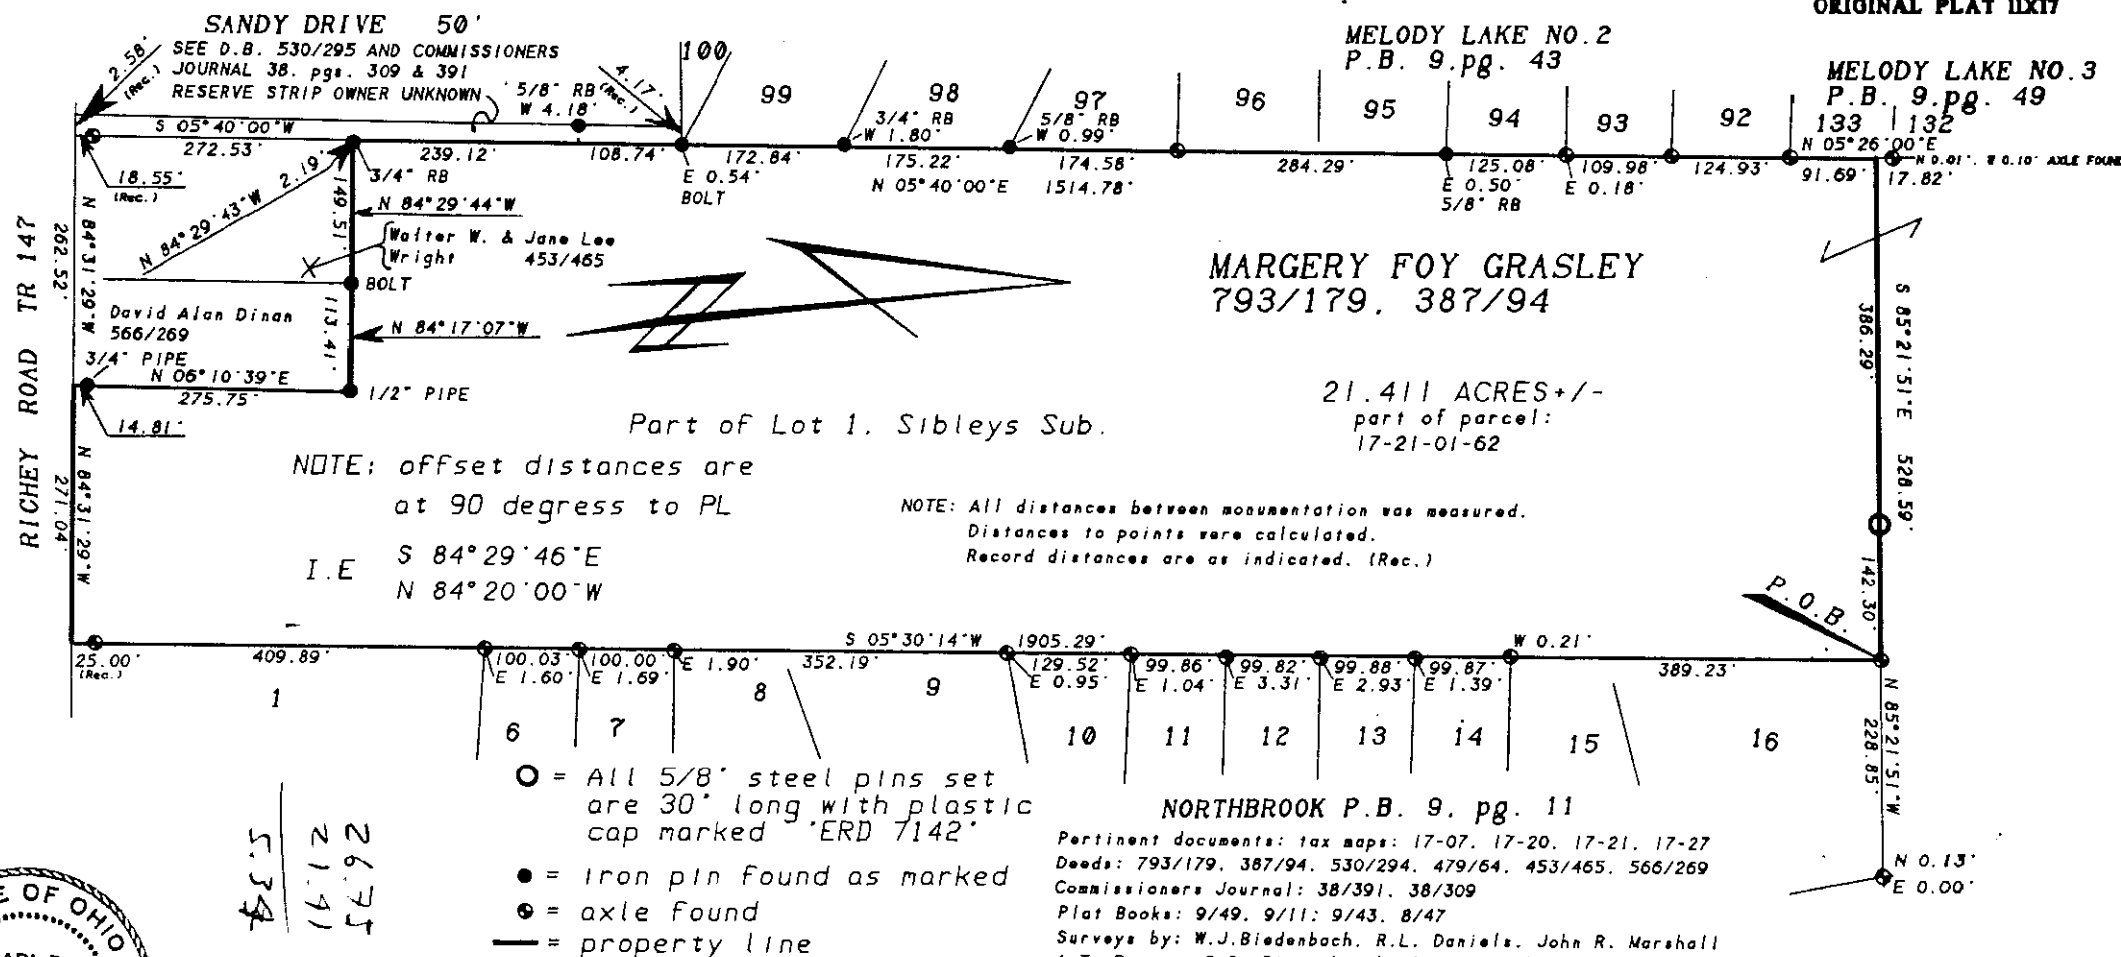 ORIGINAL PLAT 11X17
SANDY DRIVE 50'
SEE D.B. 530/295 AND COMMISSIONERS
JOURNAL 38. pgs. 309 & 391
RESERVE STRIP OWNER UNKNOWN
2.58'
(Rec.)
5/8" RB
W 4.18'
4.17'
(Rec.)
100
99
98
97
96
95
94
93
92
133
132
MELODY LAKE NO.2
P.B. 9.pg. 43
MELODY LAKE NO.3
P.B. 9.pg. 49
3/4" RB
W 1.80'
5/8" RB
W 0.99'
S 05°40'00"W
272.53'
239.12'
108.74'
172.84'
175.22'
174.58'
284.29'
125.08'
109.98'
124.93'
N 05°26'00"E
91.69'
17.82'
N 0.01'. W 0.10' AXLE FOUND
N 05°40'00"E 1514.78'
E 0.54'
BOLT
E 0.50'
5/8" RB
E 0.18'
18.55'
(Rec.)
N 84°29'43"W 2.19'
3/4" RB
149.51'
N 84°29'44"W
Walter W. & Jane Lee
Wright 453/465
BOLT
113.41'
N 84°17'07"W
David Alan Dinan
566/269
3/4" PIPE
N 06°10'39"E
275.75'
1/2" PIPE
14.81'
RICHEY ROAD TR 147
N 84°31'29"W
262.52'
N 84°31'29"W
271.04'
MARGERY FOY GRASLEY
793/179. 387/94
21.411 ACRES+/-
part of parcel:
17-21-01-62
S 85°21'51"E 528.59'
386.29'
142.30'
Part of Lot 1. Sibleys Sub.
NOTE: offset distances are
at 90 degress to PL
I.E S 84°29'46"E
N 84°20'00"W
NOTE: All distances between monumentation was measured.
Distances to points were calculated.
Record distances are as indicated. (Rec.)
P.O.B.
S 05°30'14"W 1905.29'
W 0.21'
25.00'
(Rec.)
409.89'
100.03'
E 1.60'
100.00'
E 1.69'
E 1.90'
352.19'
129.52'
E 0.95'
99.86'
E 1.04'
99.82'
E 3.31'
99.88'
E 2.93'
99.87'
E 1.39'
389.23'
1
6
7
8
9
10
11
12
13
14
15
16
N 85°21'51"W
228.85'
N 0.13'
E 0.00'
= All 5/8" steel pins set
are 30" long with plastic
cap marked "ERD 7142"
= iron pin found as marked
= axle found
= property line
NORTHBROOK P.B. 9. pg. 11
Pertinent documents: tax maps: 17-07. 17-20. 17-21. 17-27
Deeds: 793/179. 387/94. 530/294. 479/64. 453/465. 566/269
Commissioners Journal: 38/391. 38/309
Plat Books: 9/49. 9/11: 9/43. 8/47
Surveys by: W.J.Biedenbach. R.L. Daniels. John R. Marshall
26.75
21.41
E OF OHIO